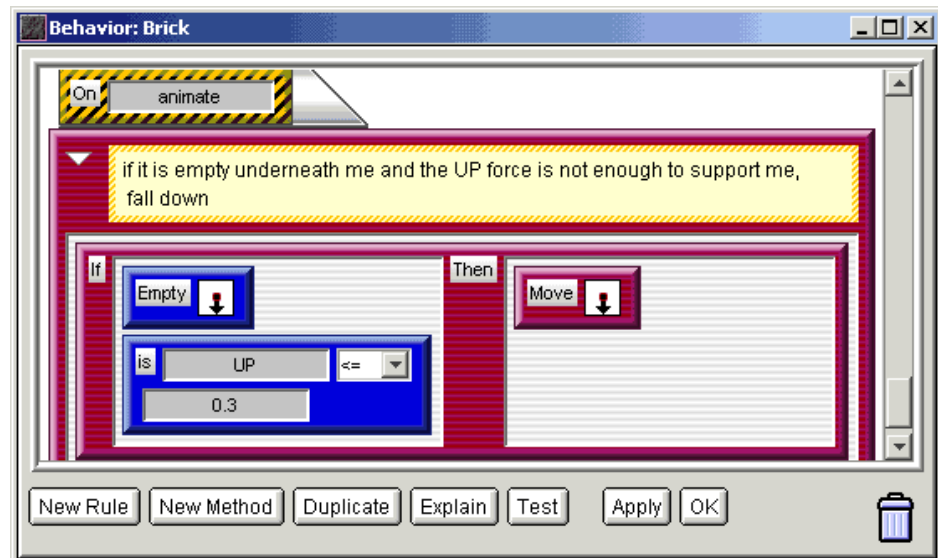 Behavior: Brick
On animate
if it is empty underneath me and the UP force is not enough to support me,
fall down
If Empty Then Move
is UP <=
0.3
New Rule New Method Duplicate Explain Test Apply OK